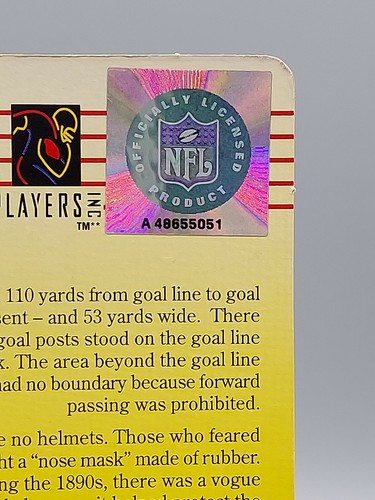 OFFICIALLY LICENSED
NFL
PRODUCT
A 48655051
PLAYERS INC
TM**
110 yards from goal line to goal
sent – and 53 yards wide. There
goal posts stood on the goal line
k. The area beyond the goal line
had no boundary because forward
passing was prohibited.
e no helmets. Those who feared
ht a “nose mask” made of rubber.
ng the 1890s, there was a vogue